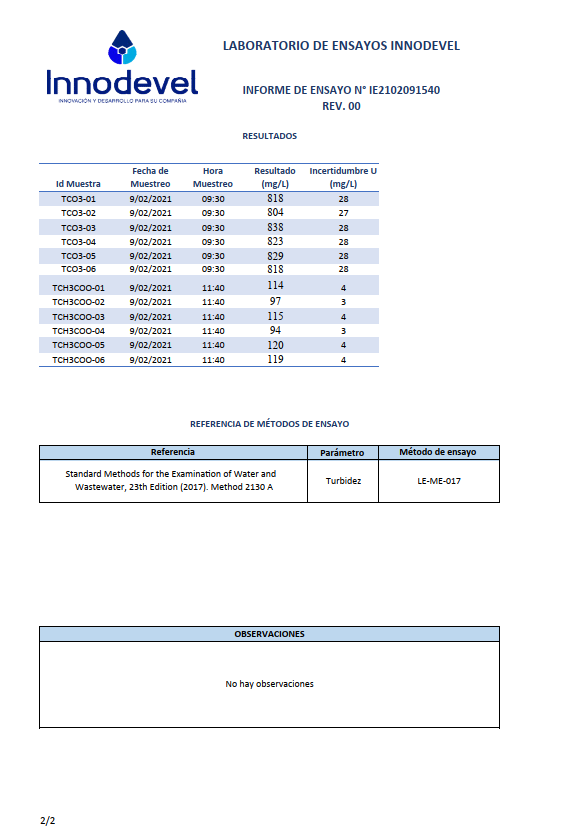 LABORATORIO DE ENSAYOS INNODEVEL
Innodevel
INNOVACIÓN Y DESARROLLO PARA SU COMPAÑIA
INFORME DE ENSAYO N° IE2102091540
REV. 00
RESULTADOS
Id Muestra Fecha de Muestreo Hora Muestreo Resultado (mg/L) Incertidumbre U (mg/L)
TCO3-01 9/02/2021 09:30 818 28
TCO3-02 9/02/2021 09:30 804 27
TCO3-03 9/02/2021 09:30 838 28
TCO3-04 9/02/2021 09:30 823 28
TCO3-05 9/02/2021 09:30 829 28
TCO3-06 9/02/2021 09:30 818 28
TCH3COO-01 9/02/2021 11:40 114 4
TCH3COO-02 9/02/2021 11:40 97 3
TCH3COO-03 9/02/2021 11:40 115 4
TCH3COO-04 9/02/2021 11:40 94 3
TCH3COO-05 9/02/2021 11:40 120 4
TCH3COO-06 9/02/2021 11:40 119 4
REFERENCIA DE MÉTODOS DE ENSAYO
Referencia Parámetro Método de ensayo
Standard Methods for the Examination of Water and
Wastewater, 23th Edition (2017). Method 2130 A Turbidez LE-ME-017
OBSERVACIONES
No hay observaciones
2/2